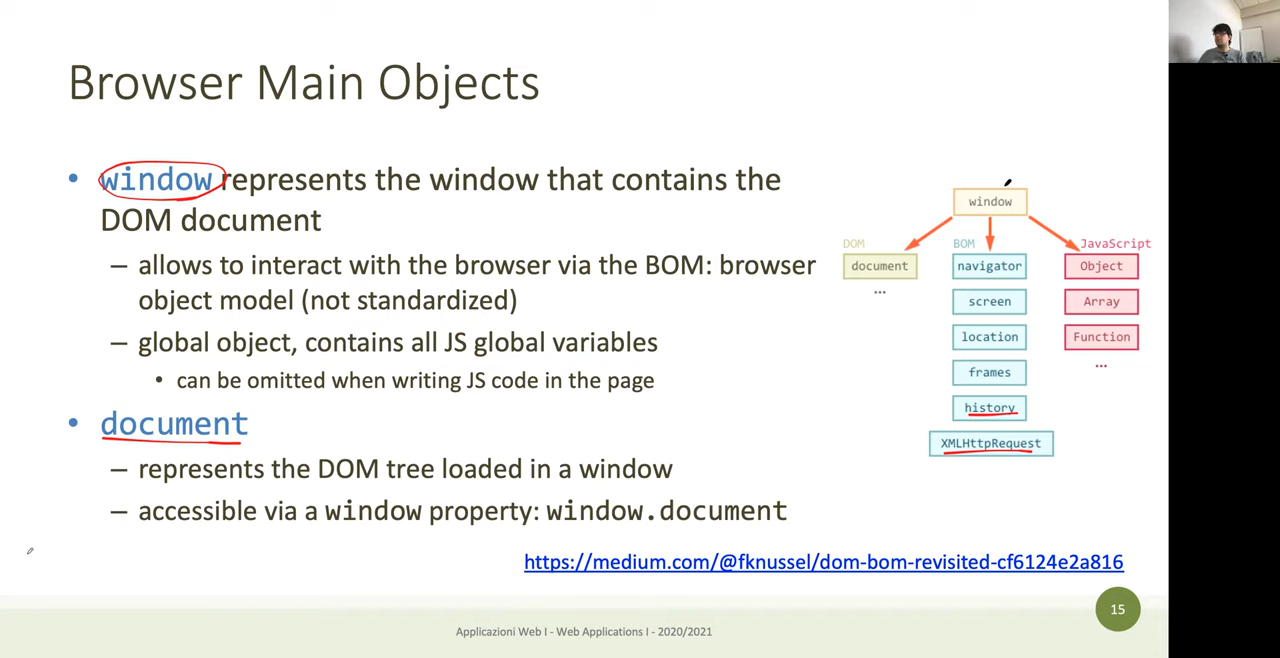 Browser Main Objects
• window represents the window that contains the
DOM document
– allows to interact with the browser via the BOM: browser
object model (not standardized)
– global object, contains all JS global variables
• can be omitted when writing JS code in the page
• document
– represents the DOM tree loaded in a window
– accessible via a window property: window.document
window
DOM
document
...
BOM
navigator
screen
location
frames
history
XMLHttpRequest
JavaScript
Object
Array
Function
...
https://medium.com/@fknussel/dom-bom-revisited-cf6124e2a816
15
Applicazioni Web I - Web Applications I - 2020/2021